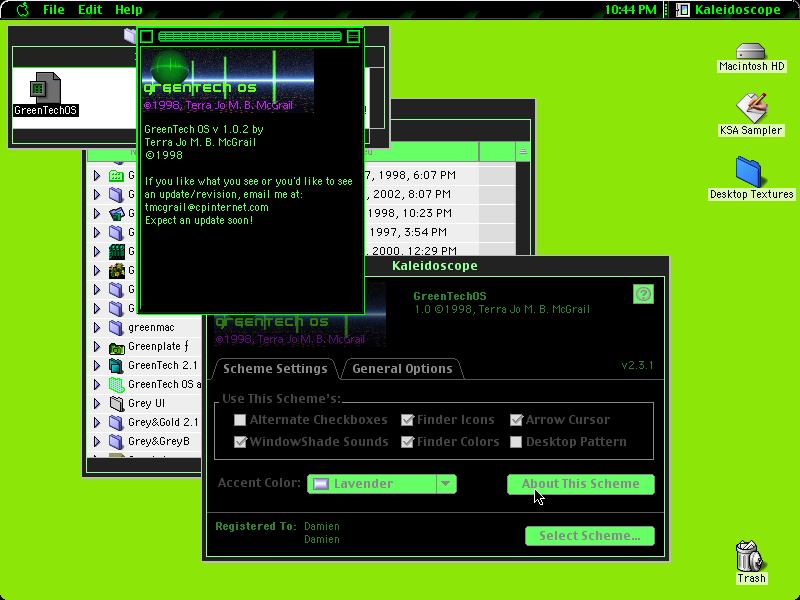 File Edit Help
10:44 PM Kaleidoscope
Macintosh HD
KSA Sampler
Desktop Textures
Trash
GreenTechOS
GREENTECH OS
©1998, Terra Jo M. B. McGrail
GreenTech OS v 1.0.2 by
Terra Jo M. B. McGrail
©1998
If you like what you see or you'd like to see
an update/revision, email me at:
tmcgrail@cpinternet.com
Expect an update soon!
7, 1998, 6:07 PM
, 2002, 8:07 PM
1998, 10:23 PM
1997, 3:54 PM
, 2000, 12:29 PM
greenmac
Greenplate ƒ
GreenTech 2.1
GreenTech OS a
Grey UI
Grey&Gold 2.1
Grey&GreyB
Kaleidoscope
GREENTECH OS
©1998, Terra Jo M. B. McGrail
GreenTechOS
1.0 ©1998, Terra Jo M. B. McGrail
Scheme Settings General Options v2.3.1
Use This Scheme's:
Alternate Checkboxes Finder Icons Arrow Cursor
WindowShade Sounds Finder Colors Desktop Pattern
Accent Color: Lavender About This Scheme
Registered To: Damien
Damien
Select Scheme...